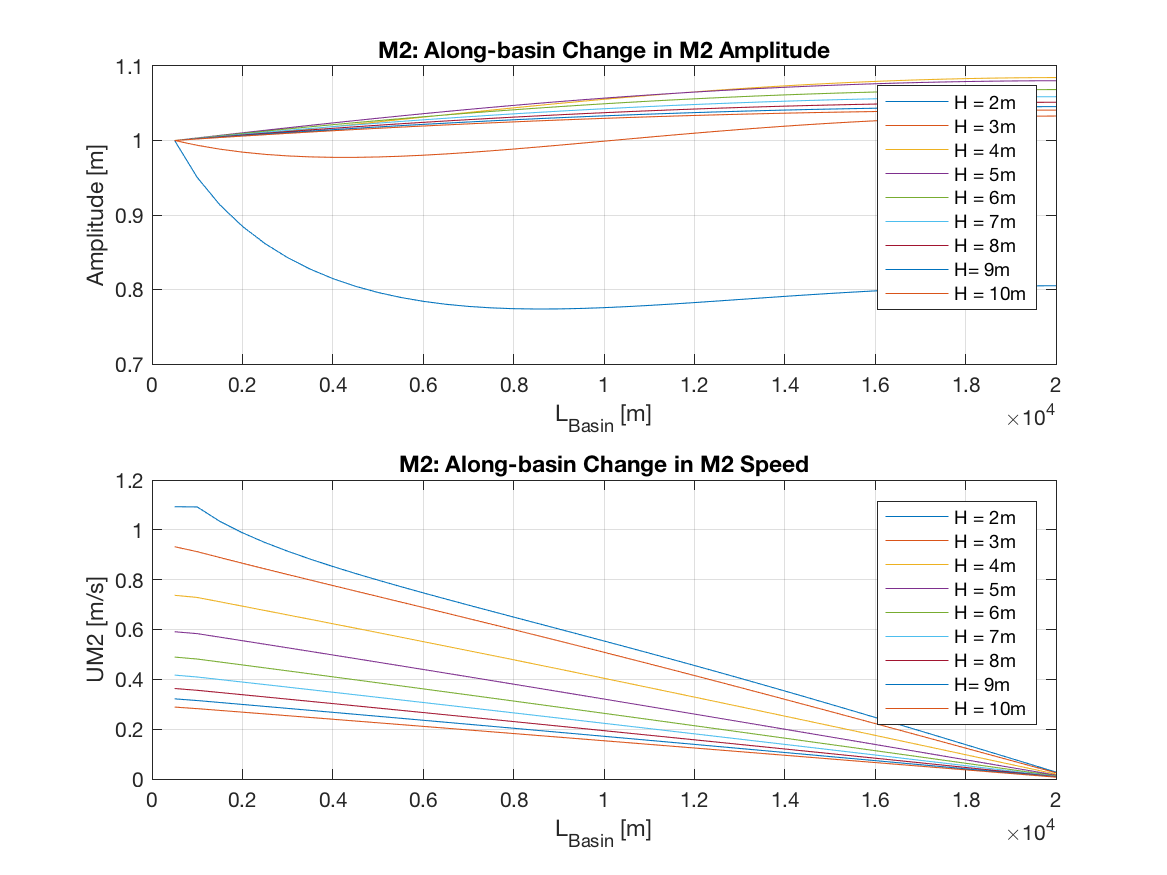 M2: Along-basin Change in M2 Amplitude
1.1
1
0.9
0.8
0.7
Amplitude [m]
H = 2m
H = 3m
H = 4m
H = 5m
H = 6m
H = 7m
H = 8m
H= 9m
H = 10m
0 0.2 0.4 0.6 0.8 1 1.2 1.4 1.6 1.8 2
×10^4
L_Basin [m]
M2: Along-basin Change in M2 Speed
1.2
1
0.8
0.6
0.4
0.2
0
UM2 [m/s]
H = 2m
H = 3m
H = 4m
H = 5m
H = 6m
H = 7m
H = 8m
H= 9m
H = 10m
0 0.2 0.4 0.6 0.8 1 1.2 1.4 1.6 1.8 2
×10^4
L_Basin [m]